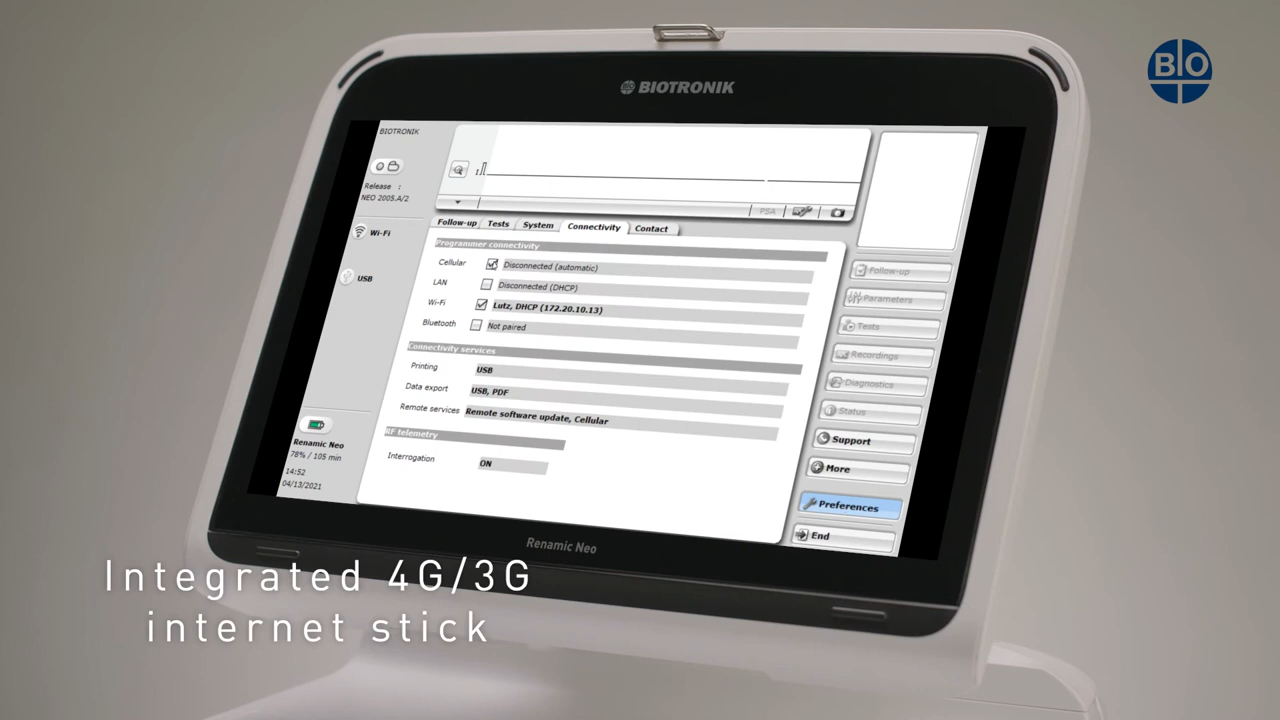 BIO
BIOTRONIK
BIOTRONIK
Release :
NEO 2005.A/2
Wi-Fi
USB
PSA
Follow-up Tests System Connectivity Contact
Programmer connectivity
Cellular Disconnected (automatic)
LAN Disconnected (DHCP)
Wi-Fi Lutz, DHCP (172.20.10.13)
Bluetooth Not paired
Connectivity services
Printing USB
Data export USB, PDF
Remote services Remote software update, Cellular
RF telemetry
Interrogation ON
Follow-up
Parameters
Tests
Recordings
Diagnostics
Status
Support
More
Preferences
End
Renamic Neo
78% / 105 min
14:52
04/13/2021
Renamic Neo
Integrated 4G/3G
internet stick